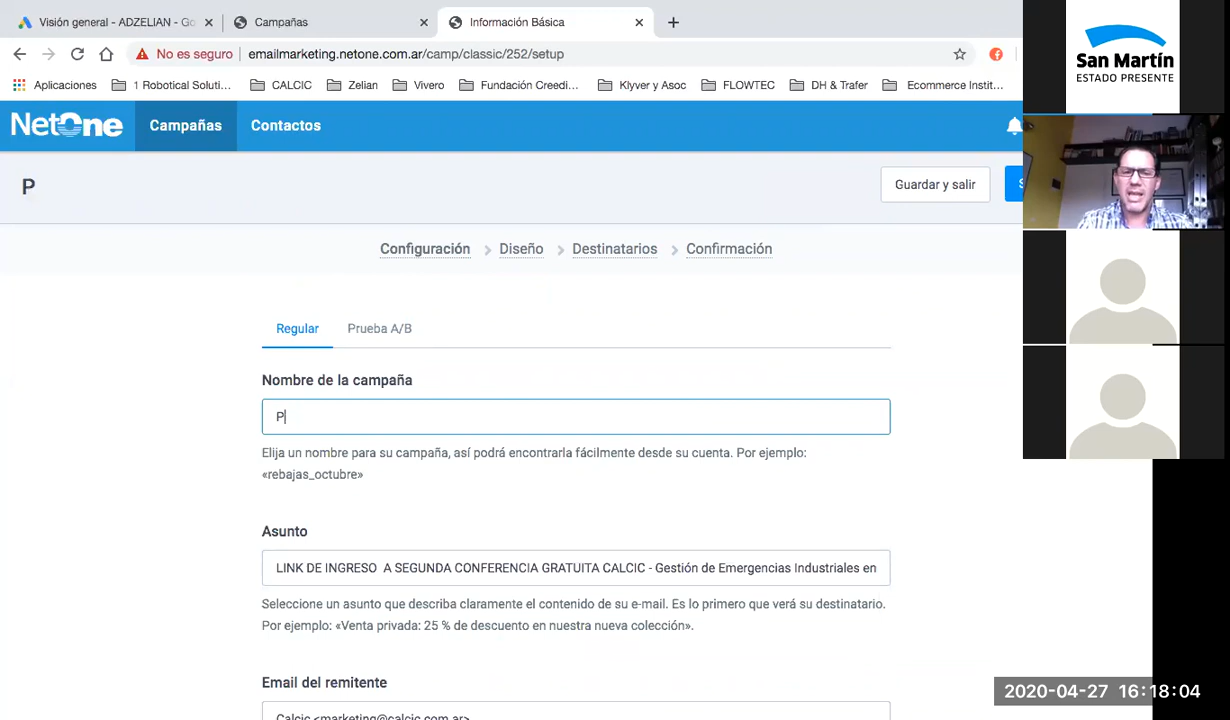 Visión general - ADZELIAN - Go
Campañas
Información Básica
No es seguro
emailmarketing.netone.com.ar/camp/classic/252/setup
Aplicaciones
1 Robotical Soluti...
CALCIC
Zelian
Vivero
Fundación Creedi...
Klyver y Asoc
FLOWTEC
DH & Trafer
Ecommerce Instit...
San Martín
ESTADO PRESENTE
NetOne
Campañas
Contactos
P
Guardar y salir
S
Configuración
Diseño
Destinatarios
Confirmación
Regular
Prueba A/B
Nombre de la campaña
P
Elija un nombre para su campaña, así podrá encontrarla fácilmente desde su cuenta. Por ejemplo:
«rebajas_octubre»
Asunto
LINK DE INGRESO A SEGUNDA CONFERENCIA GRATUITA CALCIC - Gestión de Emergencias Industriales en
Seleccione un asunto que describa claramente el contenido de su e-mail. Es lo primero que verá su destinatario.
Por ejemplo: «Venta privada: 25 % de descuento en nuestra nueva colección».
Email del remitente
Calcic <marketing@calcic.com.ar>
2020-04-27 16:18:04